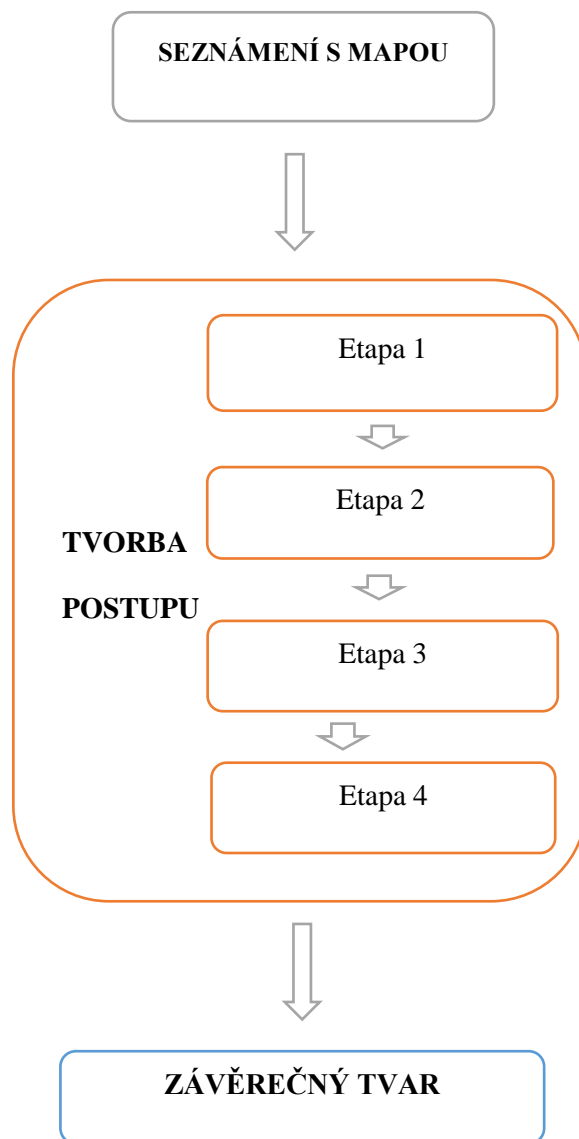 SEZNÁMENÍ S MAPOU
Etapa 1
Etapa 2
TVORBA
POSTUPU
Etapa 3
Etapa 4
ZÁVĚREČNÝ TVAR